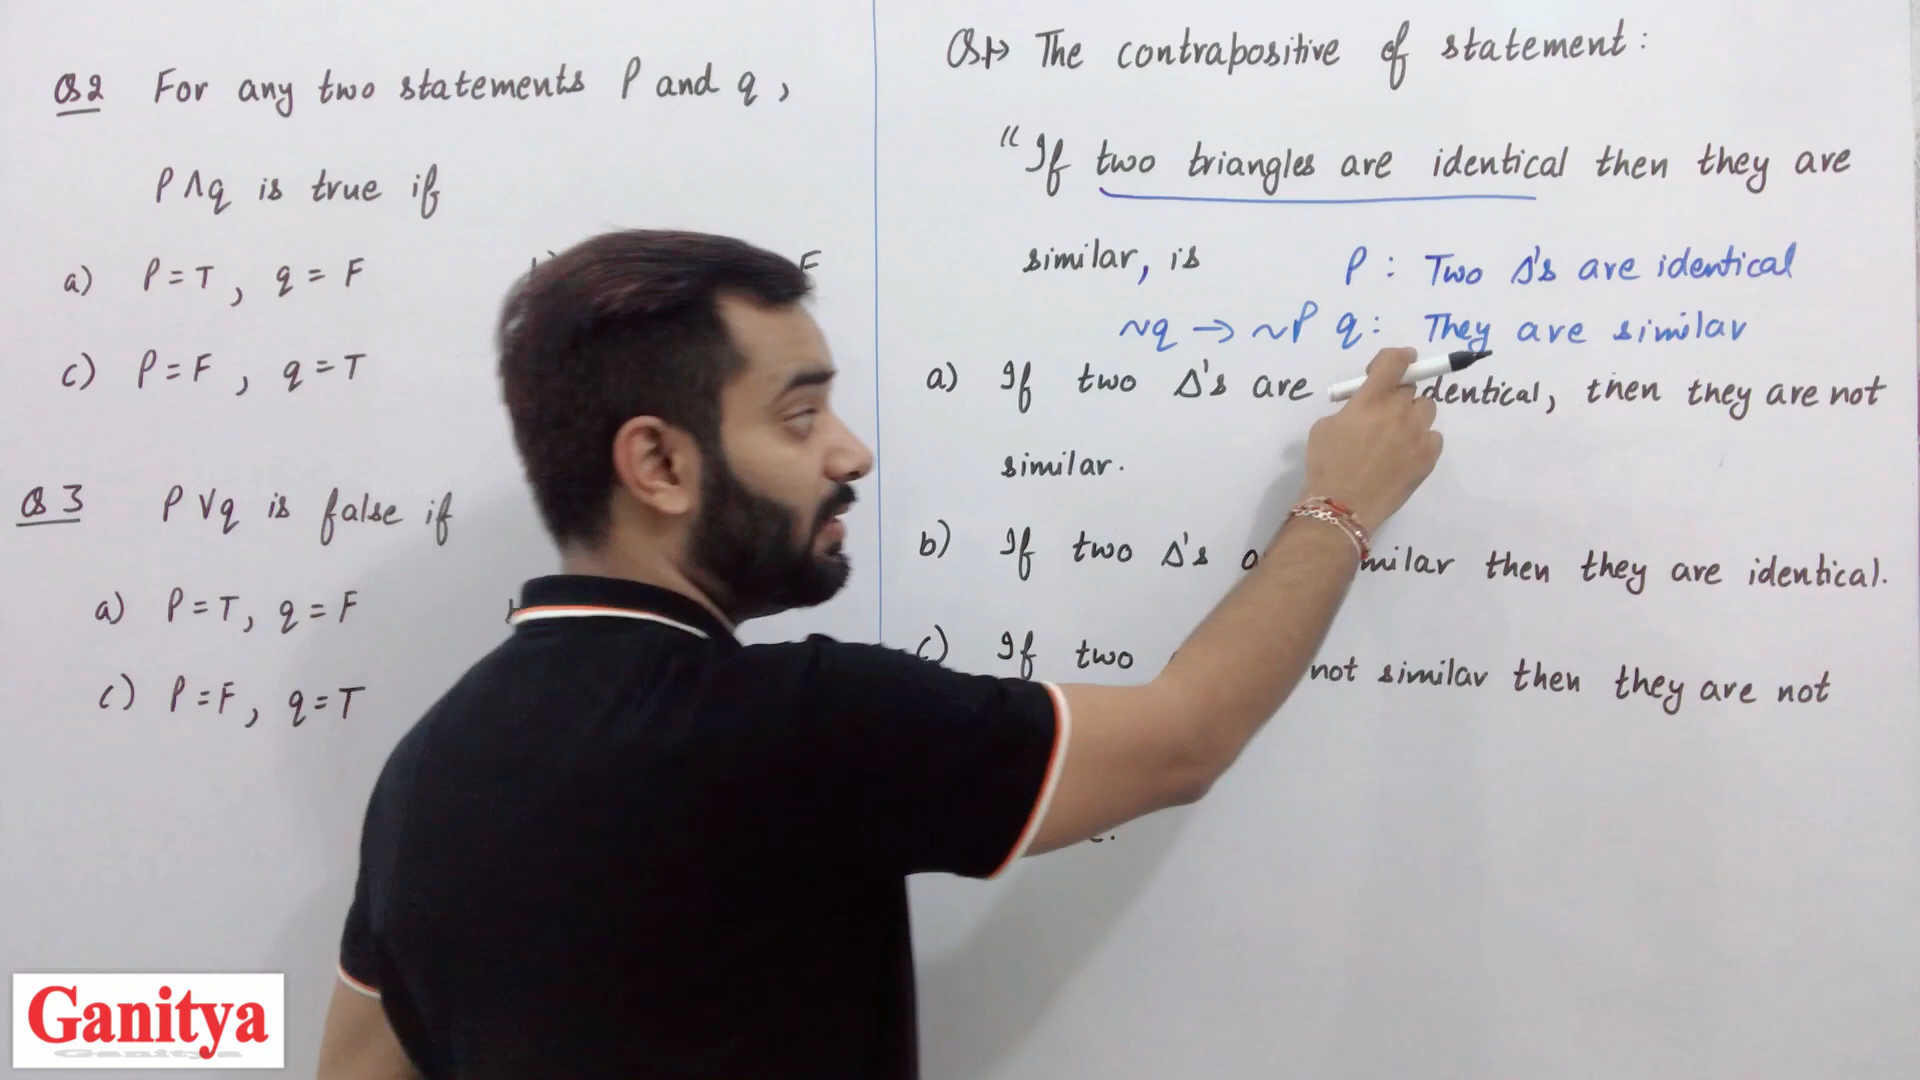 Q2 For any two statements P and q,
P∧q is true if
a) P=T, q=F
F
c) P=F, q=T
Q3 P∨q is false if
a) P=T, q=F
c) P=F, q=T
Q.1 → The contrapositive of statement:
"If two triangles are identical then they are
similar, is P: Two Δ's are identical
~q → ~P q: They are similar
a) If two Δ's are dentical, then they are not
similar.
b) If two Δ's milar then they are identical.
c) If two not similar then they are not
Ganitya